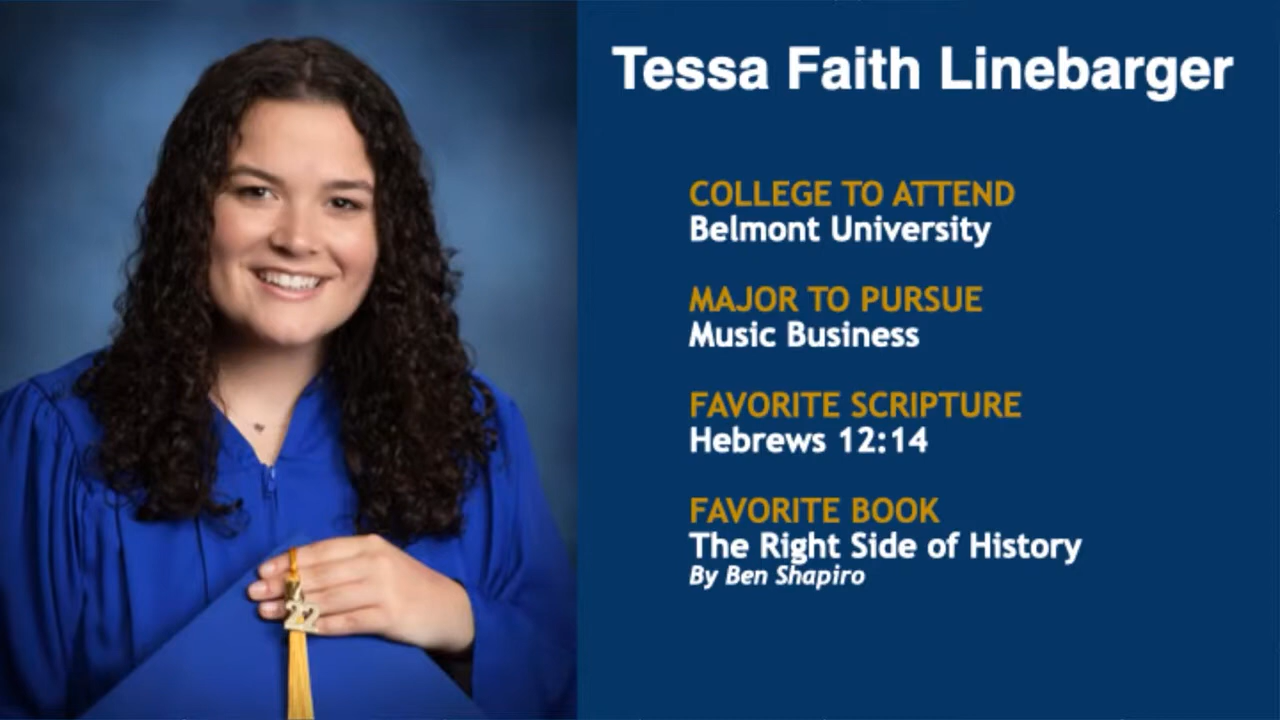 Tessa Faith Linebarger
COLLEGE TO ATTEND
Belmont University
MAJOR TO PURSUE
Music Business
FAVORITE SCRIPTURE
Hebrews 12:14
FAVORITE BOOK
The Right Side of History
By Ben Shapiro
22